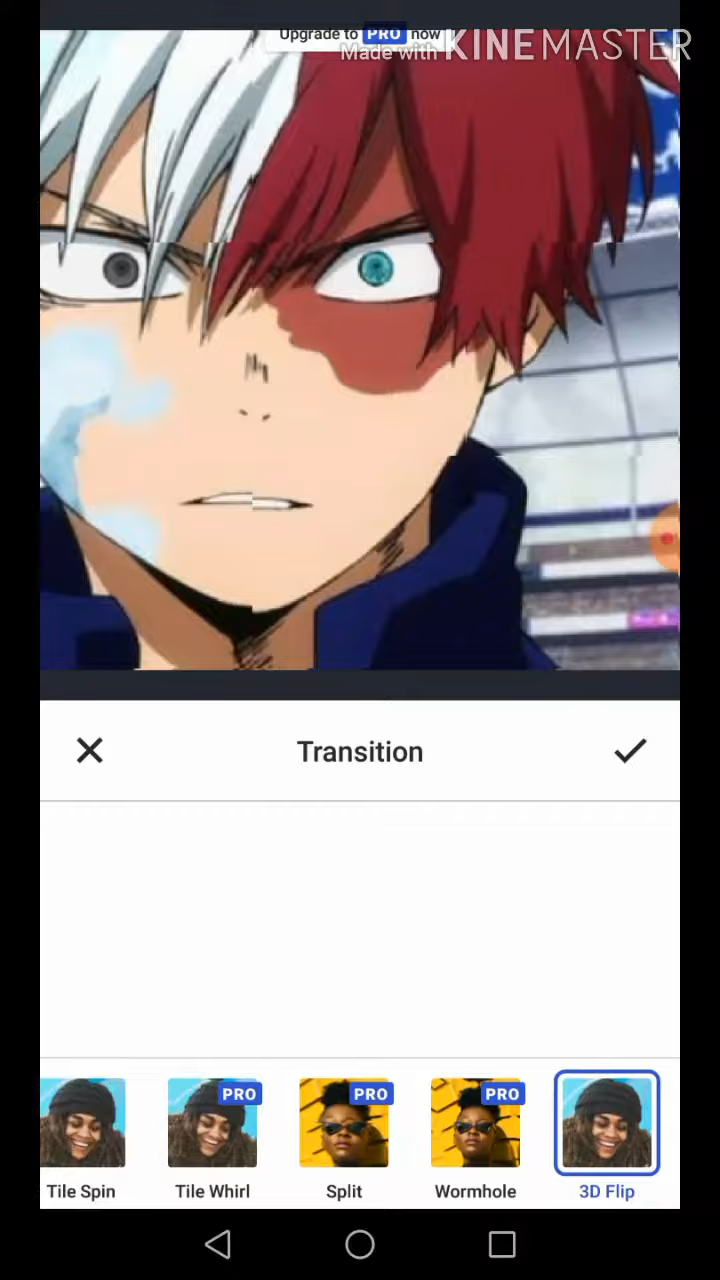 Upgrade to PRO now
Made with KINEMASTER
Transition
PRO
PRO
PRO
Tile Spin
Tile Whirl
Split
Wormhole
3D Flip